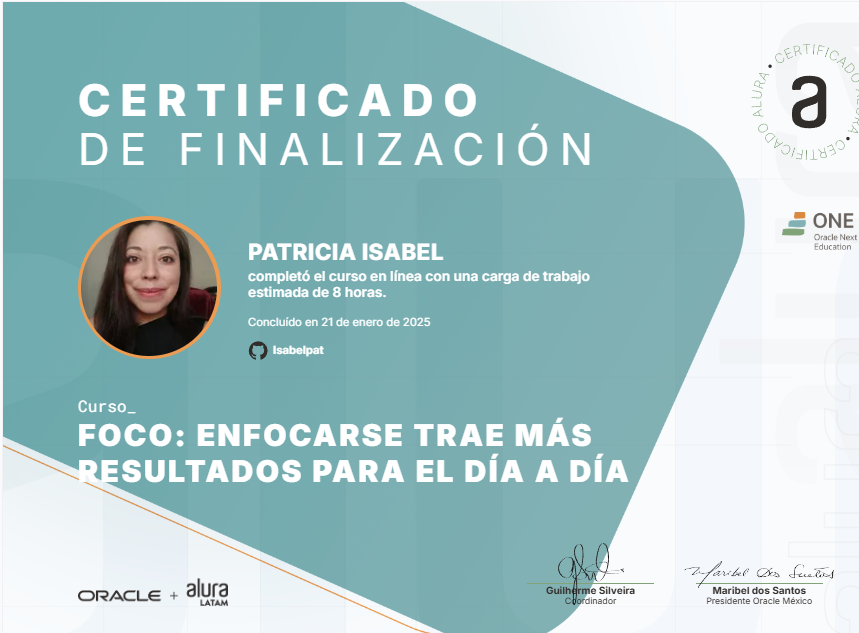 CERTIFICADO
DE FINALIZACIÓN
• CERTIFICADO ALURA • CERTIFICADO ALURA
a
ONE
Oracle Next
Education
PATRICIA ISABEL
completó el curso en línea con una carga de trabajo
estimada de 8 horas.
Concluído en 21 de enero de 2025
Isabelpat
Curso_
FOCO: ENFOCARSE TRAE MÁS
RESULTADOS PARA EL DÍA A DÍA
ORACLE + alura
LATAM
Guilherme Silveira
Coordinador
Maribel Dos Santos
Maribel dos Santos
Presidente Oracle México